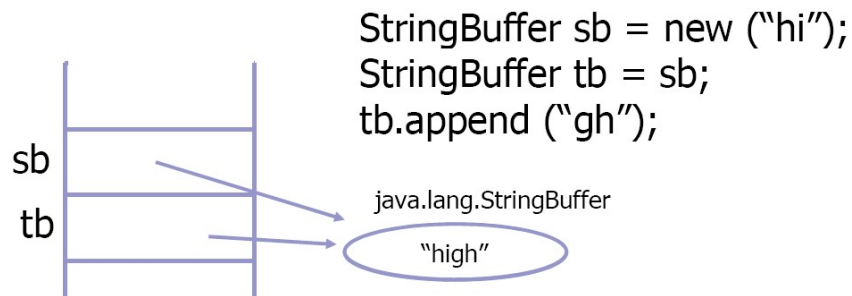 StringBuffer sb = new (“hi”);
StringBuffer tb = sb;
tb.append (“gh”);
sb
java.lang.StringBuffer
tb
“high”